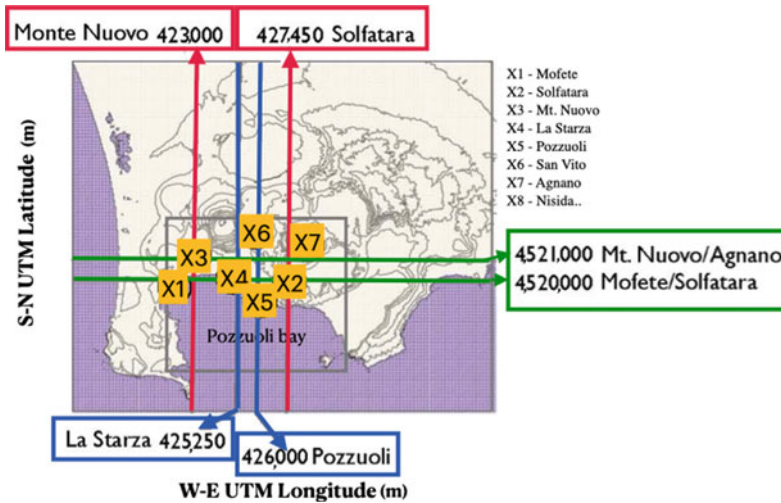 Monte Nuovo 423,000
427,450 Solfatara
X1 - Mofete
X2 - Solfatara
X3 - Mt. Nuovo
X4 - La Starza
X5 - Pozzuoli
X6 - San Vito
X7 - Agnano
X8 - Nisida..
S-N UTM Latitude (m)
X6
X7
X3
X4
X2
X1)
X5
4,521,000 Mt. Nuovo/Agnano
4,520,000 Mofete/Solfatara
Pozzuoli bay
La Starza 425,250
426,000 Pozzuoli
W-E UTM Longitude (m)